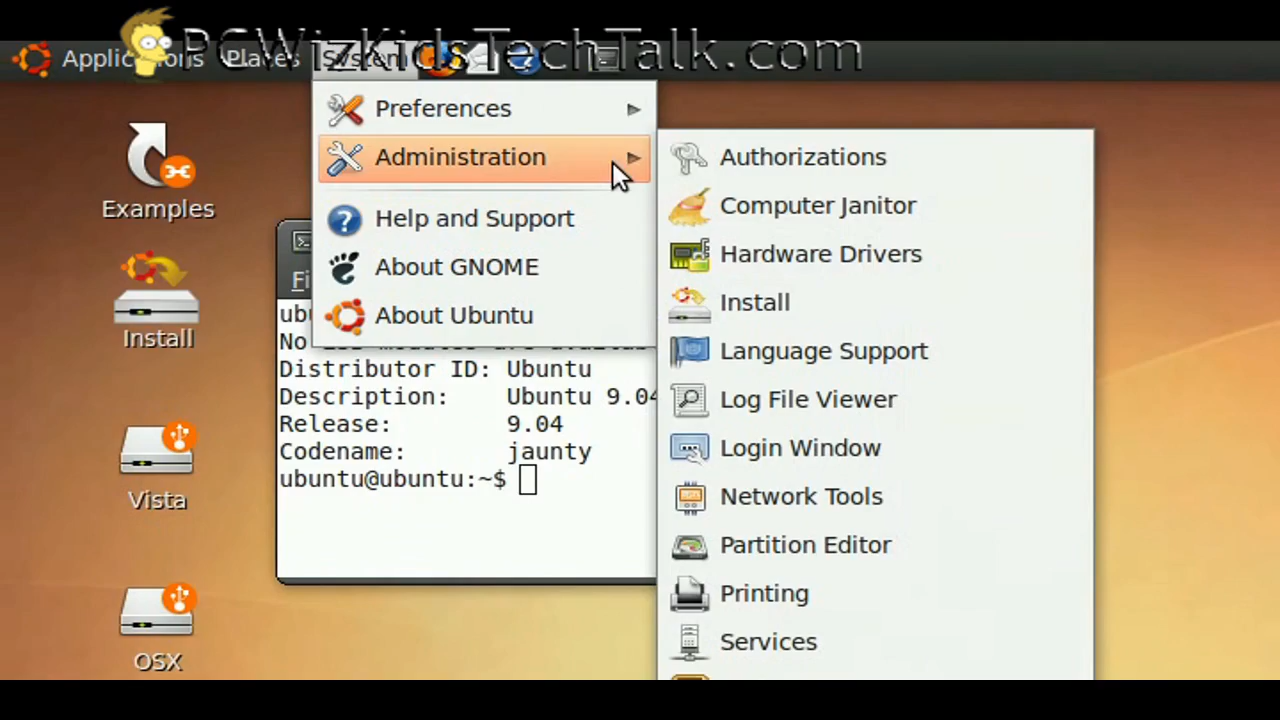 PCWizKidsTechTalk.com
Applications Places System
Preferences
Administration
Help and Support
About GNOME
About Ubuntu
Authorizations
Computer Janitor
Hardware Drivers
Install
Language Support
Log File Viewer
Login Window
Network Tools
Partition Editor
Printing
Services
Examples
Install
Vista
OSX
Distributor ID: Ubuntu
Description: Ubuntu 9.04
Release: 9.04
Codename: jaunty
ubuntu@ubuntu:~$